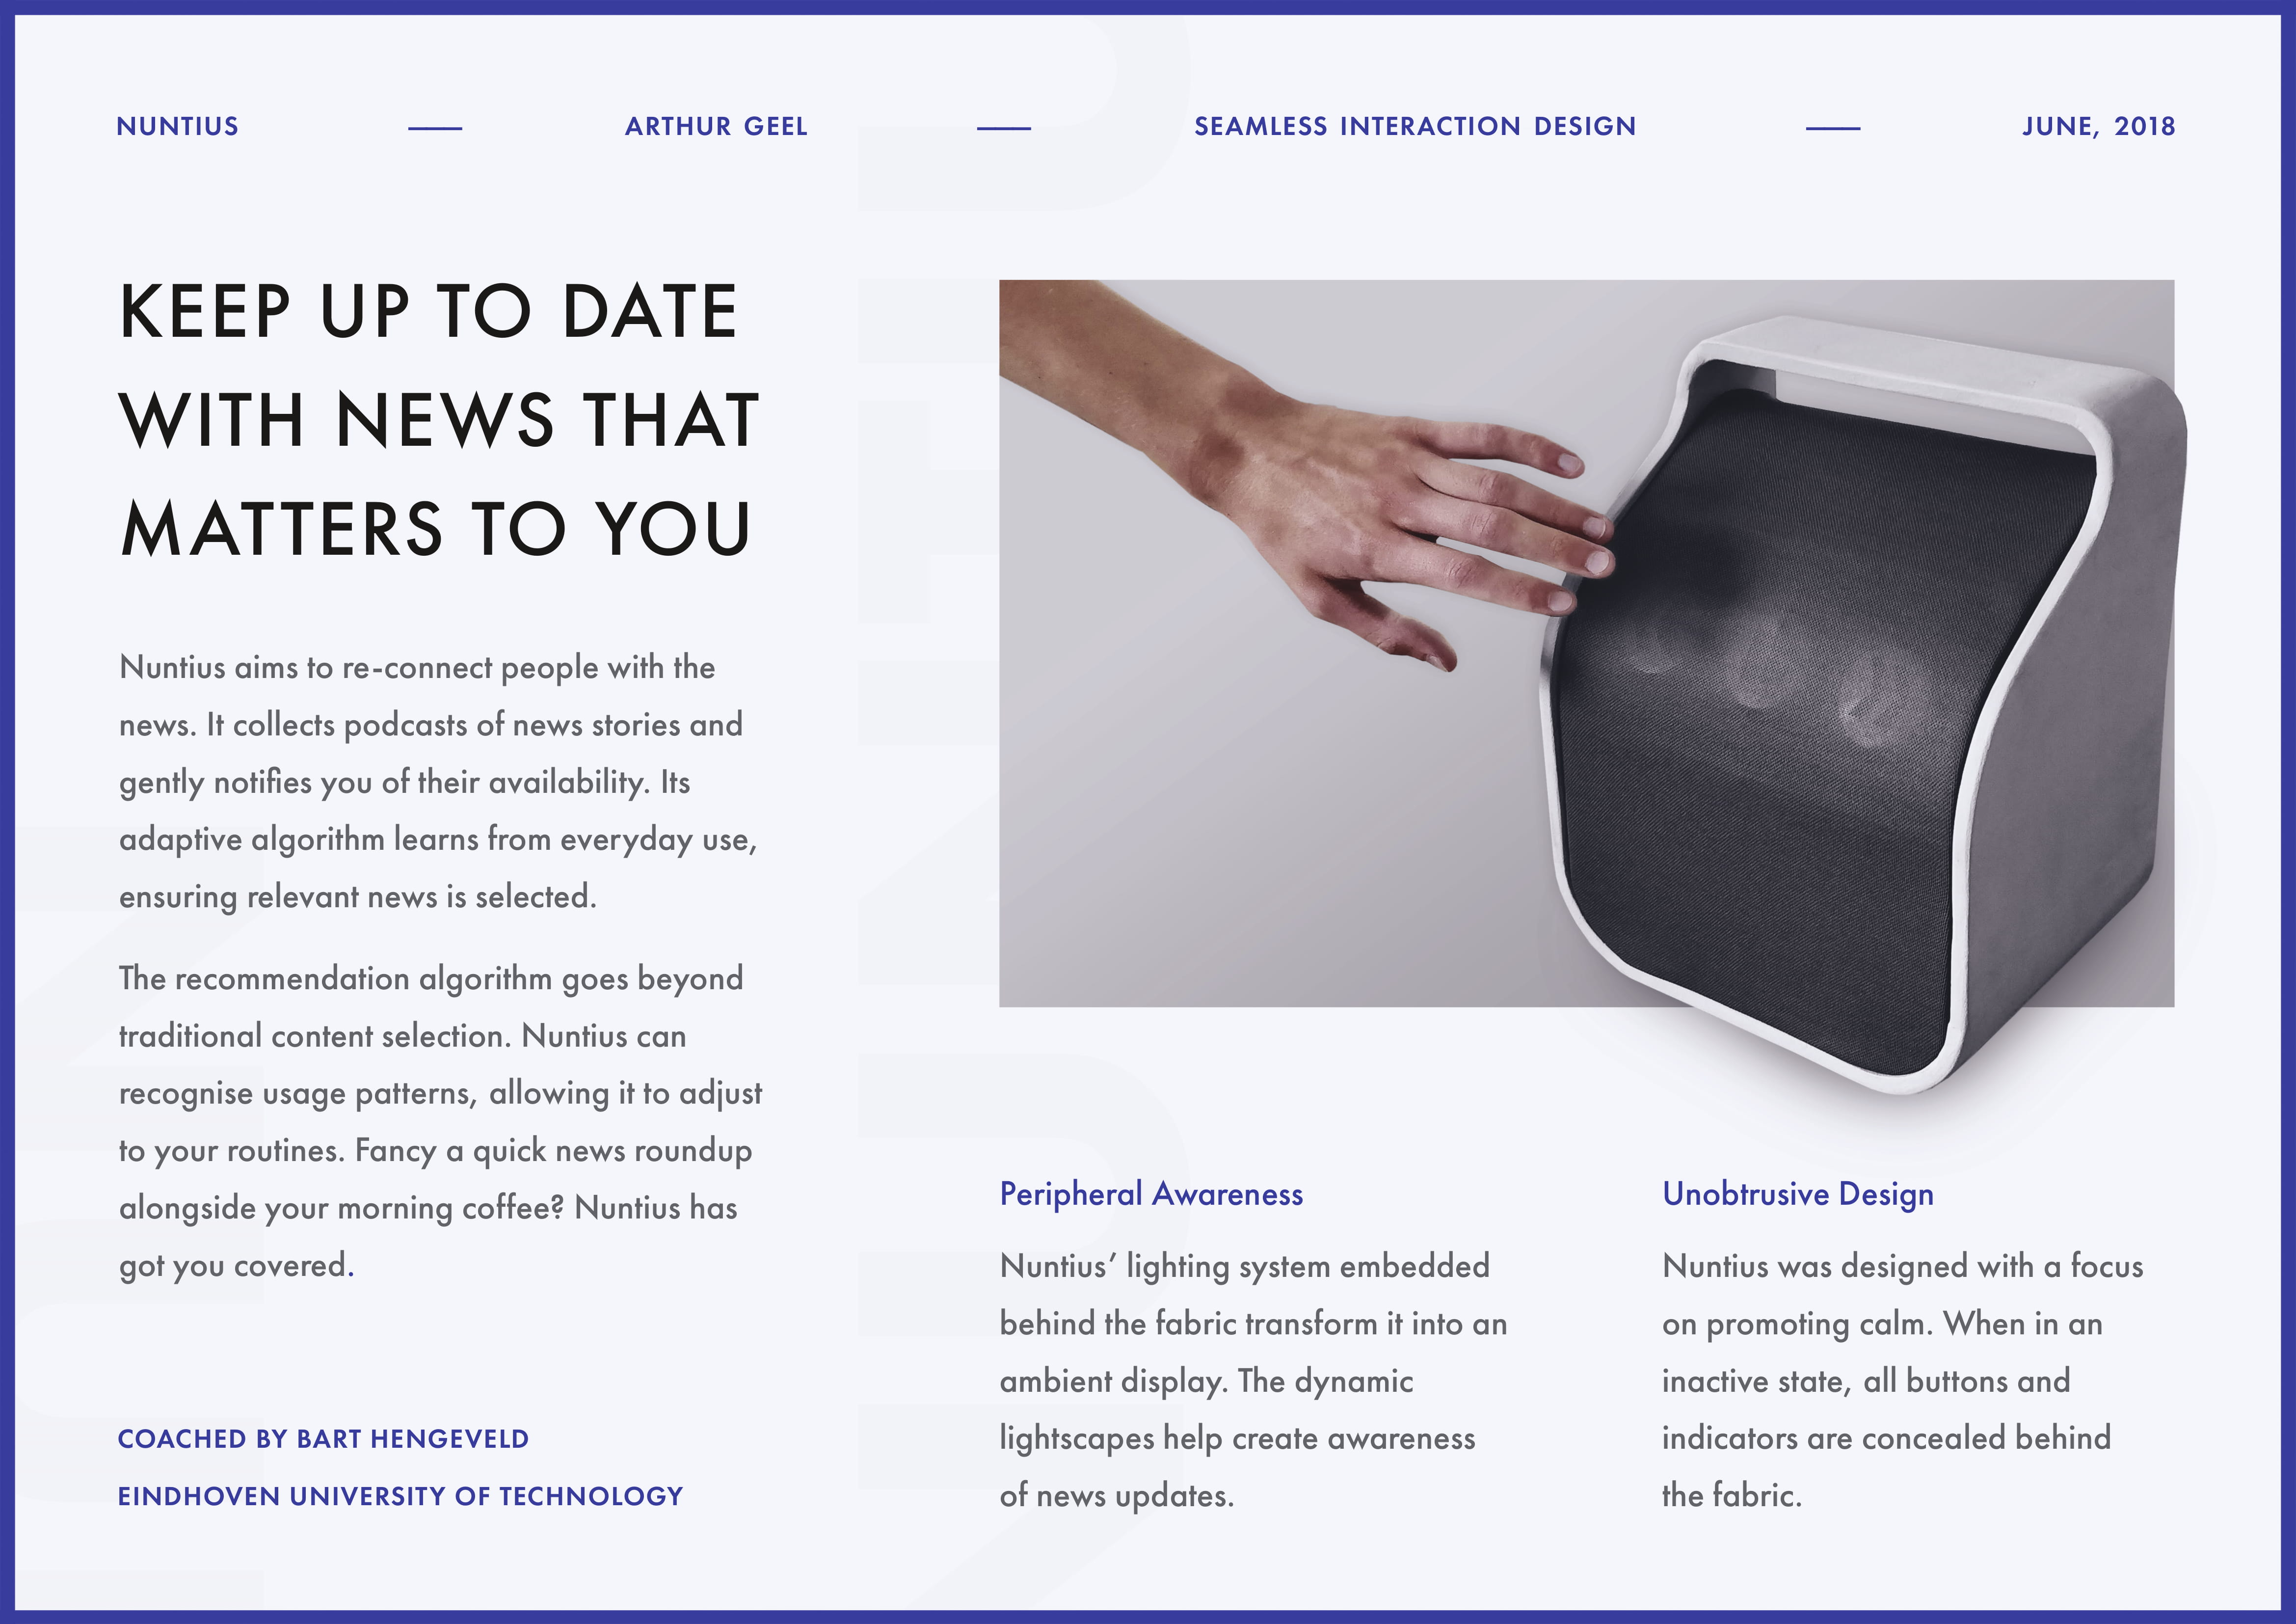 NUNTIUS — ARTHUR GEEL — SEAMLESS INTERACTION DESIGN — JUNE, 2018
KEEP UP TO DATE
WITH NEWS THAT
MATTERS TO YOU
Nuntius aims to re-connect people with the
news. It collects podcasts of news stories and
gently notifies you of their availability. Its
adaptive algorithm learns from everyday use,
ensuring relevant news is selected.
The recommendation algorithm goes beyond
traditional content selection. Nuntius can
recognise usage patterns, allowing it to adjust
to your routines. Fancy a quick news roundup
alongside your morning coffee? Nuntius has
got you covered.
COACHED BY BART HENGEVELD
EINDHOVEN UNIVERSITY OF TECHNOLOGY
Peripheral Awareness
Nuntius’ lighting system embedded
behind the fabric transform it into an
ambient display. The dynamic
lightscapes help create awareness
of news updates.
Unobtrusive Design
Nuntius was designed with a focus
on promoting calm. When in an
inactive state, all buttons and
indicators are concealed behind
the fabric.